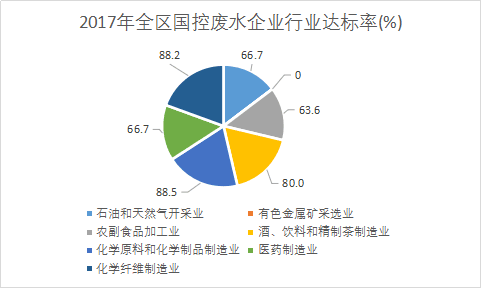 2017年全区国控废水企业行业达标率(%)
88.2
66.7
0
63.6
66.7
80.0
88.5
石油和天然气开采业
有色金属矿采选业
农副食品加工业
酒、饮料和精制茶制造业
化学原料和化学制品制造业
医药制造业
化学纤维制造业